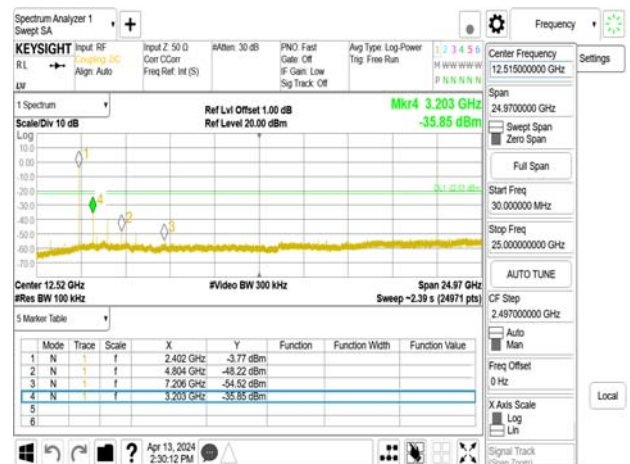 Spectrum Analyzer 1
Swept SA
+
Frequency
KEYSIGHT
RL
Input: RF
Coupling: DC
Align: Auto
Input Z: 50 Ω
Corr CCorr
Freq Ref: Int (S)
#Atten: 30 dB
PNO: Fast
Gate: Off
IF Gain: Low
Sig Track: Off
Avg Type: Log-Power
Trig: Free Run
1 2 3 4 5 6
M W W W W W
P N N N N N
Settings
Center Frequency
12.515000000 GHz
Span
24.9700000 GHz
Swept Span
Zero Span
Full Span
Start Freq
30.000000 MHz
Stop Freq
25.000000000 GHz
AUTO TUNE
CF Step
2.497000000 GHz
Auto
Man
Freq Offset
0 Hz
X Axis Scale
Log
Lin
Signal Track
(Span Zoom)
Local
1 Spectrum
Scale/Div 10 dB
Log
Ref Lvl Offset 1.00 dB
Ref Level 20.00 dBm
Mkr4 3.203 GHz
-35.85 dBm
10.0
0.00
-10.0
-20.0
-30.0
-40.0
-50.0
-60.0
-70.0
1
4
2
3
Center 12.52 GHz
#Res BW 100 kHz
#Video BW 300 kHz
Span 24.97 GHz
Sweep ~2.39 s (24971 pts)
5 Marker Table
Mode Trace Scale X Y Function Function Width Function Value
1 N 1 f 2.402 GHz -3.77 dBm
2 N 1 f 4.804 GHz -48.22 dBm
3 N 1 f 7.206 GHz -54.52 dBm
4 N 1 f 3.203 GHz -35.85 dBm
5
6
?
Apr 13, 2024
2:30:12 PM